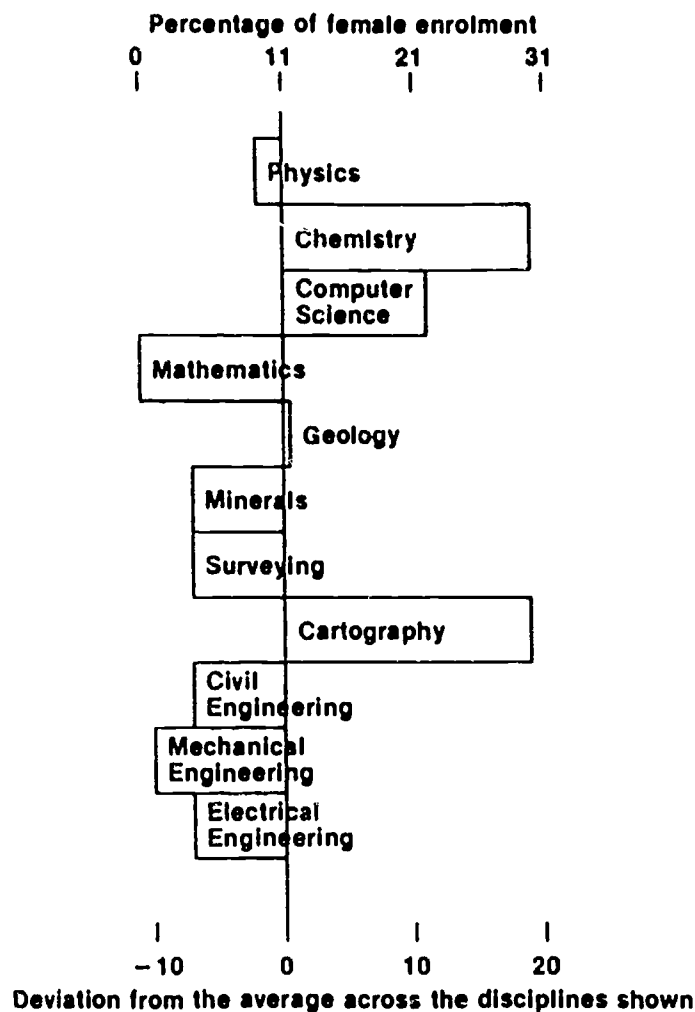 Percentage of female enrolment
0 11 21 31
Physics
Chemistry
Computer
Science
Mathematics
Geology
Minerals
Surveying
Cartography
Civil
Engineering
Mechanical
Engineering
Electrical
Engineering
-10 0 10 20
Deviation from the average across the disciplines shown